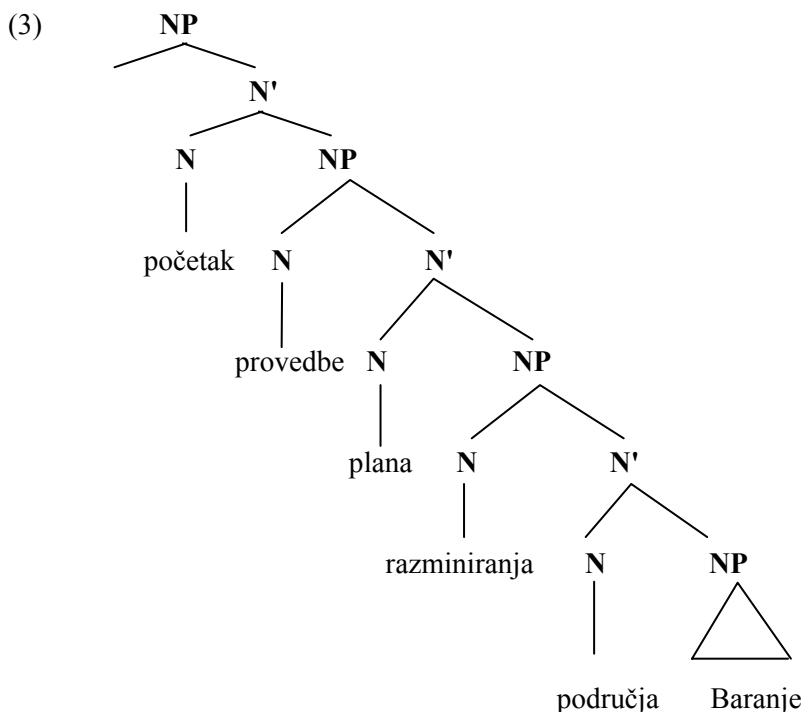 (3) NP
N'
N NP
početak N N'
provedbe N NP
plana N N'
razminiranja N NP
područja Baranje